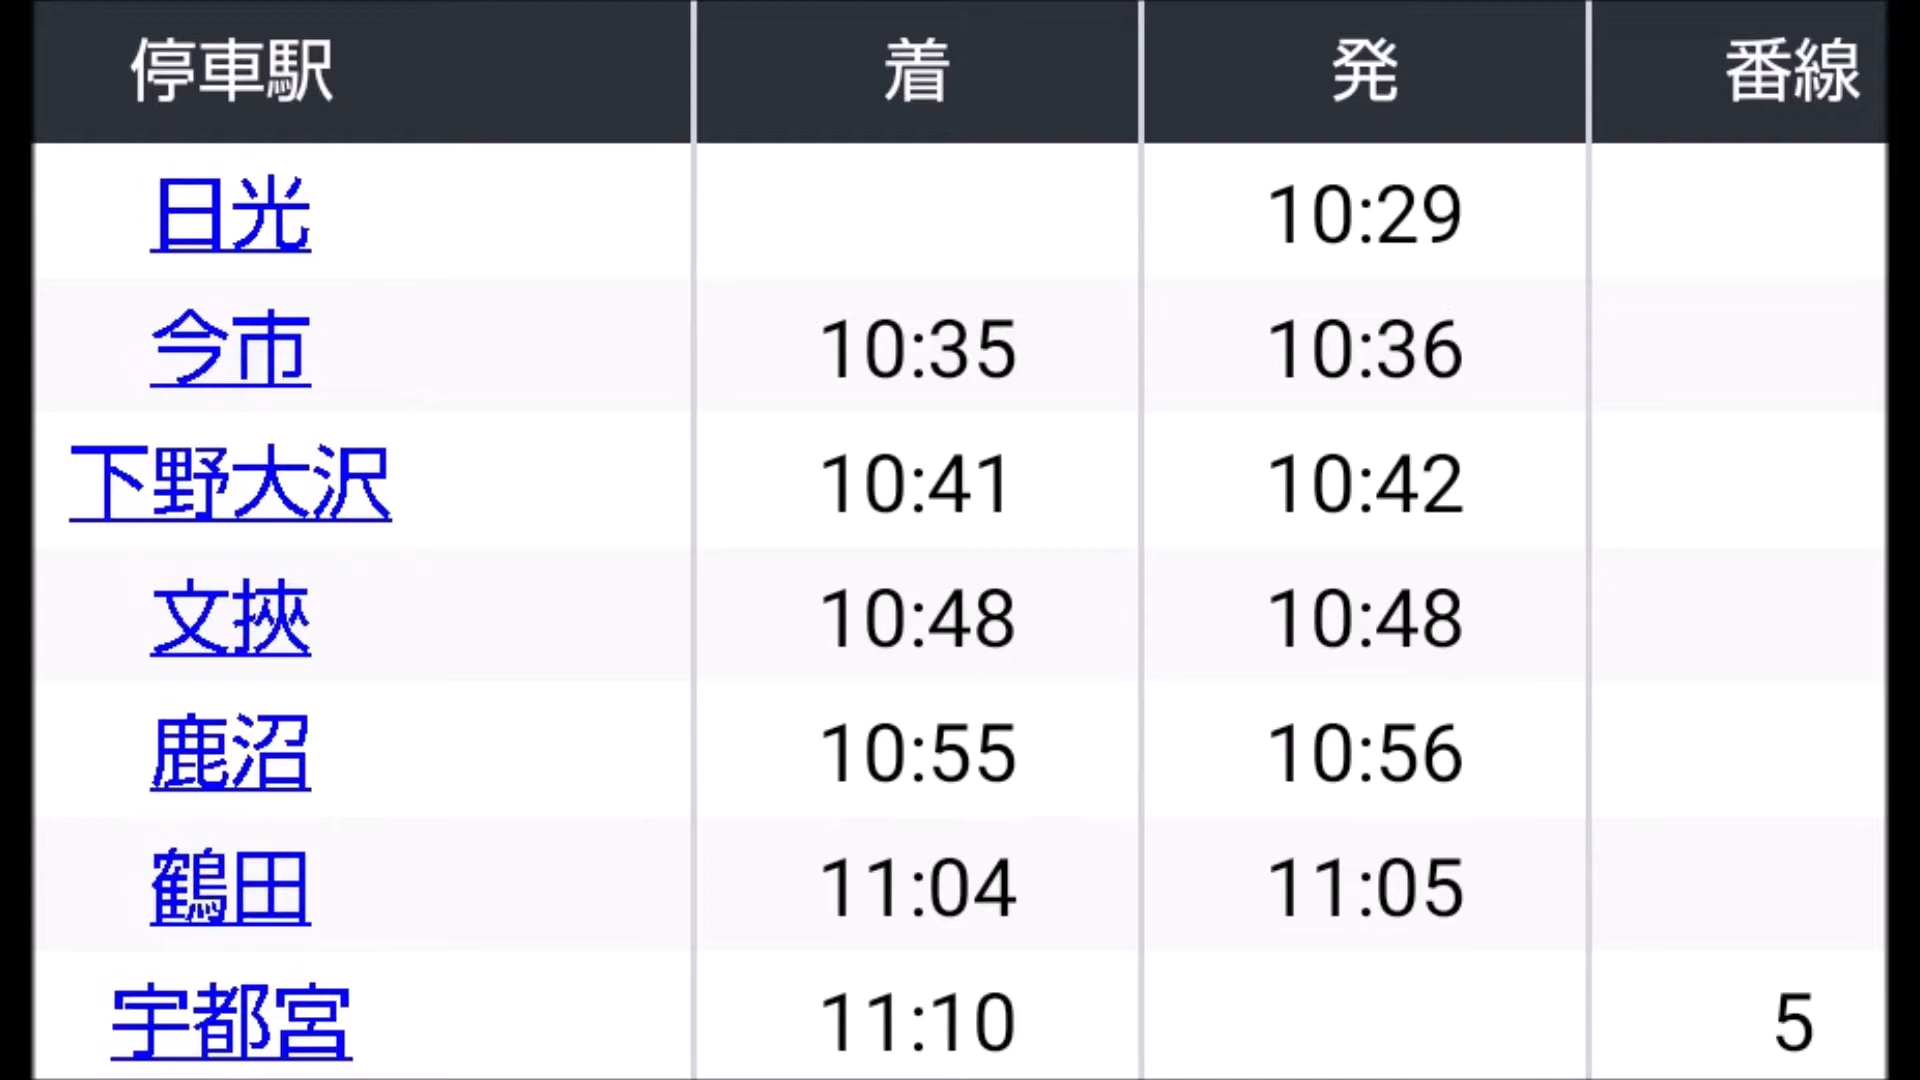 停車駅 着 発 番線
日光 10:29
今市 10:35 10:36
下野大沢 10:41 10:42
文挾 10:48 10:48
鹿沼 10:55 10:56
鶴田 11:04 11:05
宇都宮 11:10 5